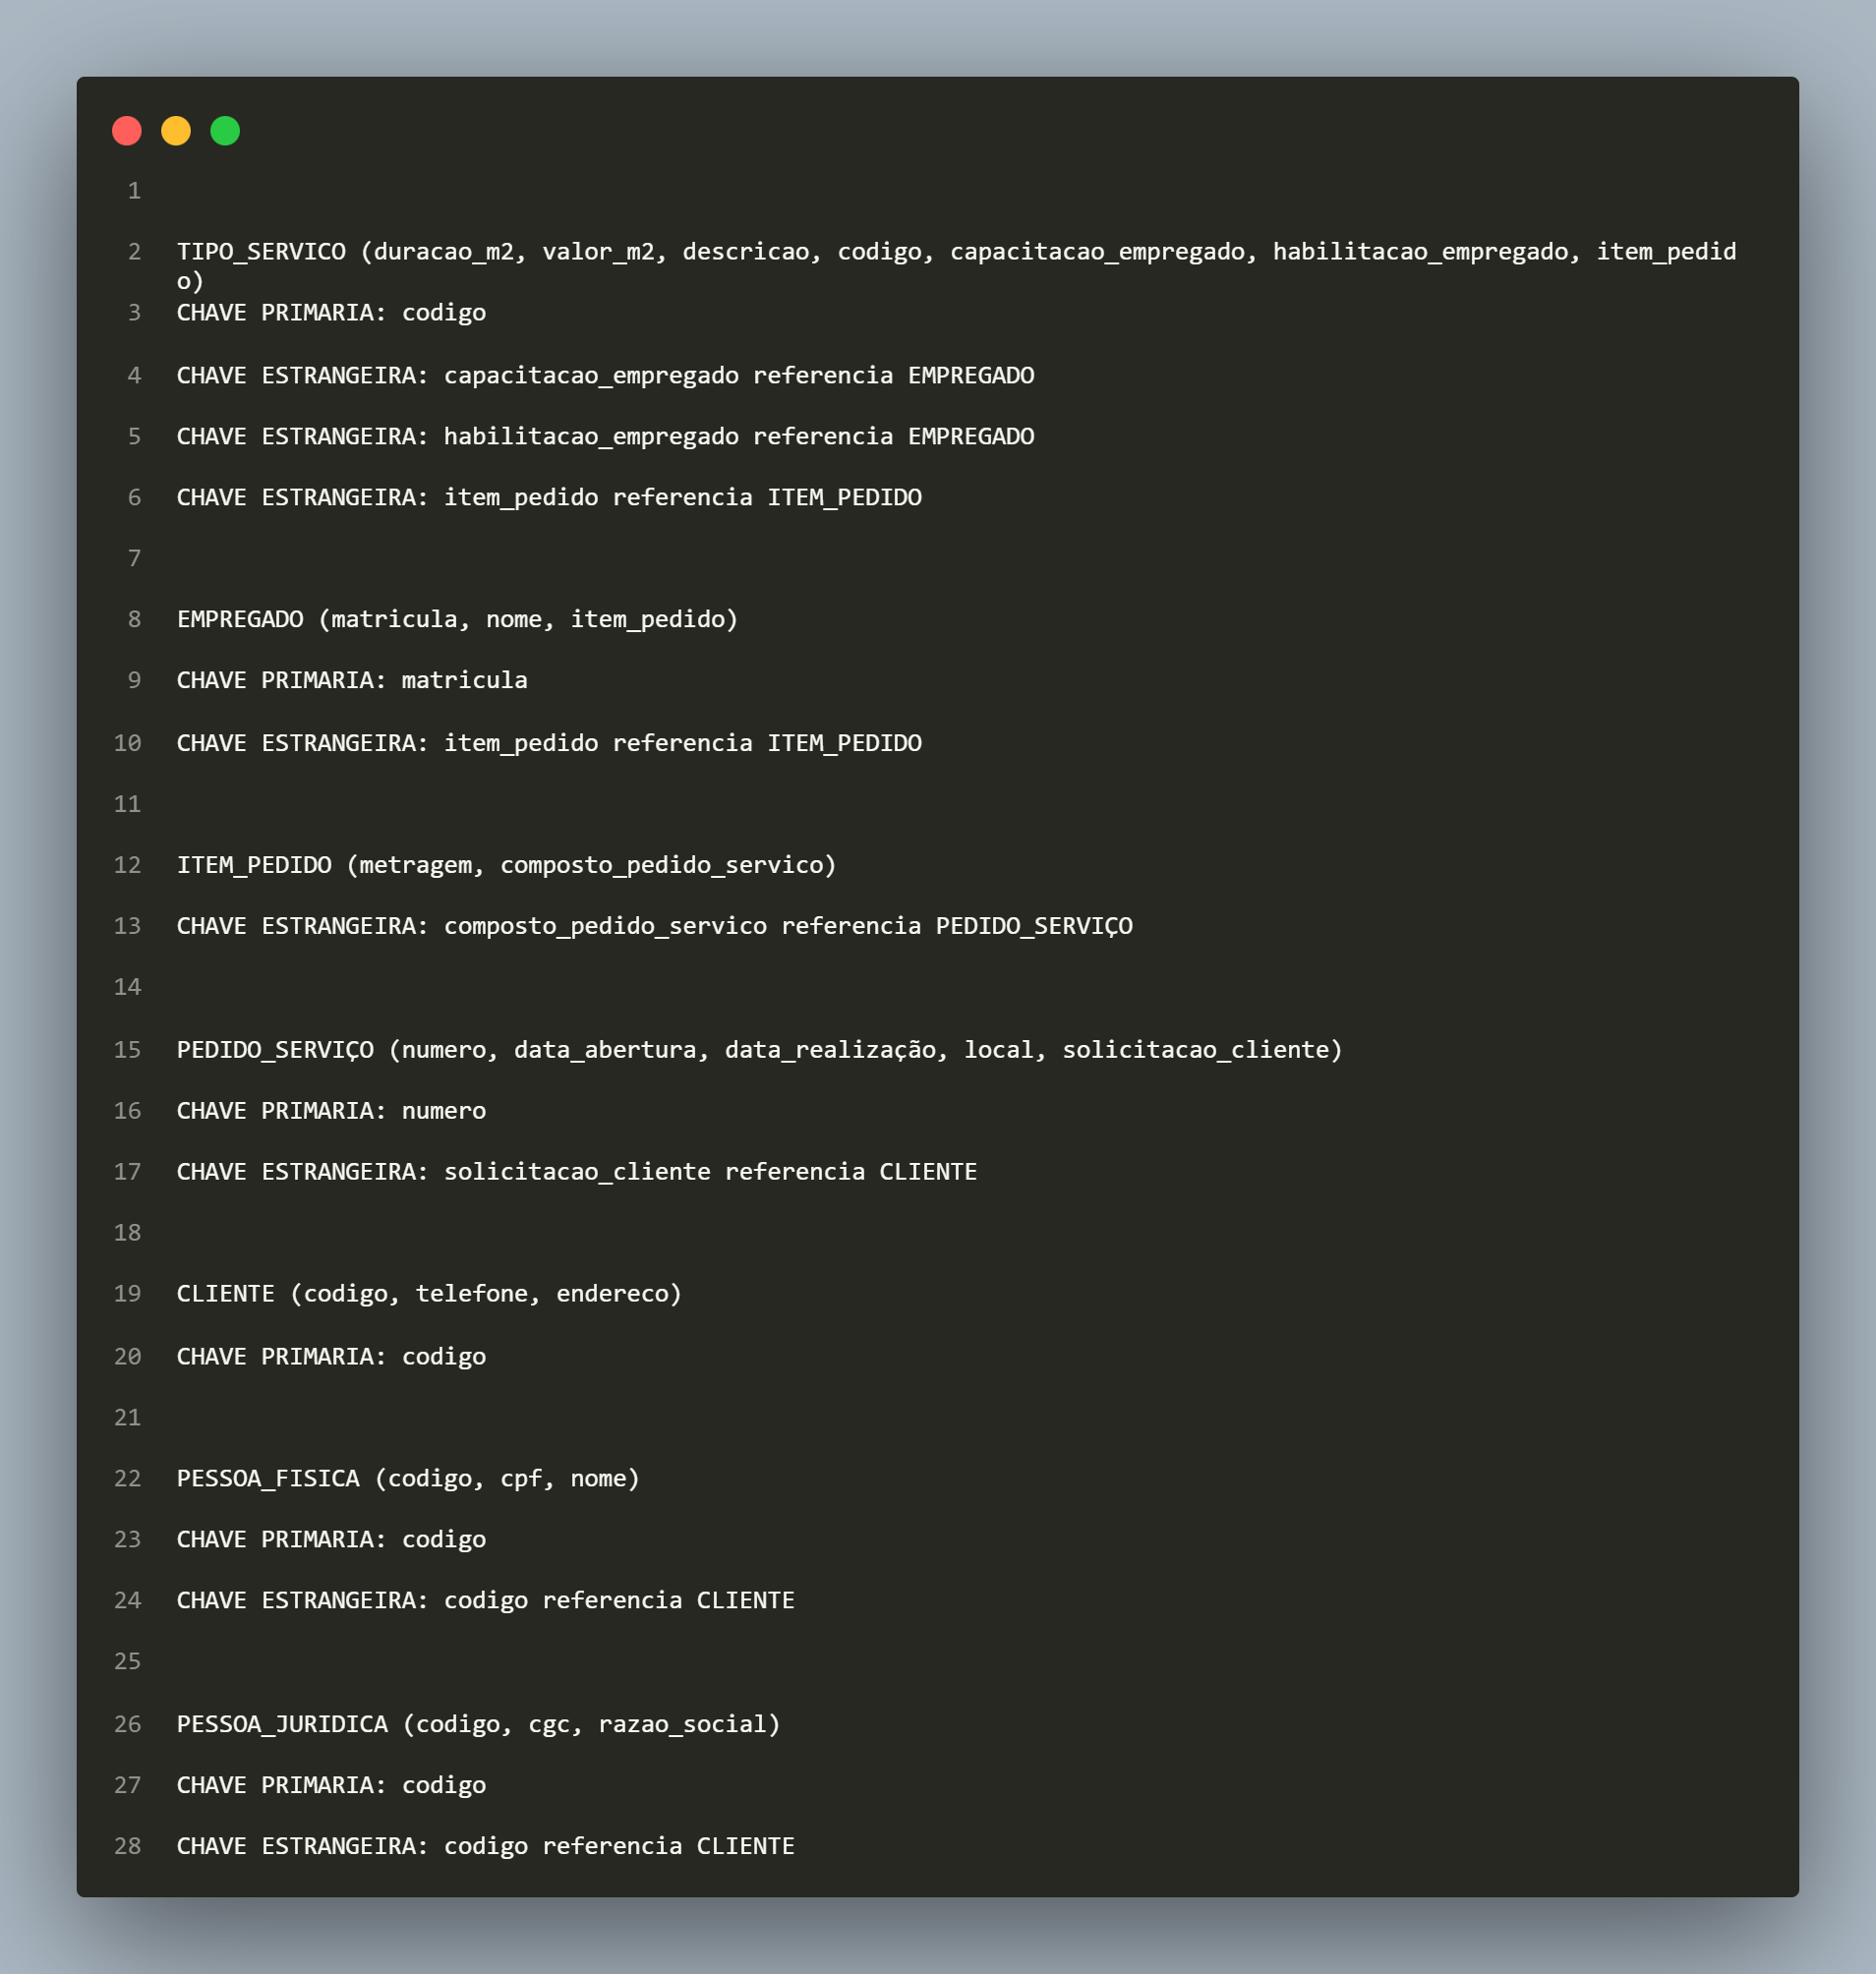 1
2 TIPO_SERVICO (duracao_m2, valor_m2, descricao, codigo, capacitacao_empregado, habilitacao_empregado, item_pedid
o)
3 CHAVE PRIMARIA: codigo
4 CHAVE ESTRANGEIRA: capacitacao_empregado referencia EMPREGADO
5 CHAVE ESTRANGEIRA: habilitacao_empregado referencia EMPREGADO
6 CHAVE ESTRANGEIRA: item_pedido referencia ITEM_PEDIDO
7
8 EMPREGADO (matricula, nome, item_pedido)
9 CHAVE PRIMARIA: matricula
10 CHAVE ESTRANGEIRA: item_pedido referencia ITEM_PEDIDO
11
12 ITEM_PEDIDO (metragem, composto_pedido_servico)
13 CHAVE ESTRANGEIRA: composto_pedido_servico referencia PEDIDO_SERVIÇO
14
15 PEDIDO_SERVIÇO (numero, data_abertura, data_realização, local, solicitacao_cliente)
16 CHAVE PRIMARIA: numero
17 CHAVE ESTRANGEIRA: solicitacao_cliente referencia CLIENTE
18
19 CLIENTE (codigo, telefone, endereco)
20 CHAVE PRIMARIA: codigo
21
22 PESSOA_FISICA (codigo, cpf, nome)
23 CHAVE PRIMARIA: codigo
24 CHAVE ESTRANGEIRA: codigo referencia CLIENTE
25
26 PESSOA_JURIDICA (codigo, cgc, razao_social)
27 CHAVE PRIMARIA: codigo
28 CHAVE ESTRANGEIRA: codigo referencia CLIENTE